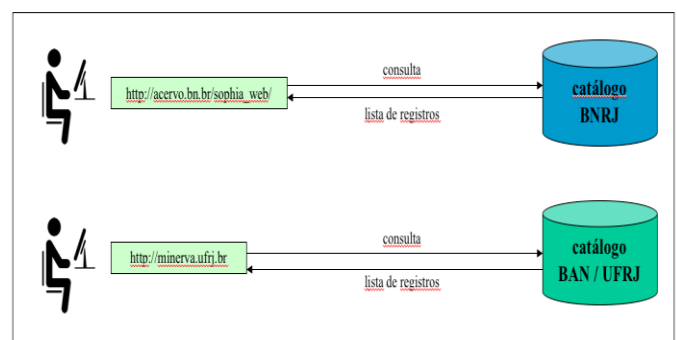 consulta
http://acervo.bn.br/sophia_web/
lista de registros
catálogo
BNRJ
consulta
http://minerva.ufrj.br
lista de registros
catálogo
BAN / UFRJ